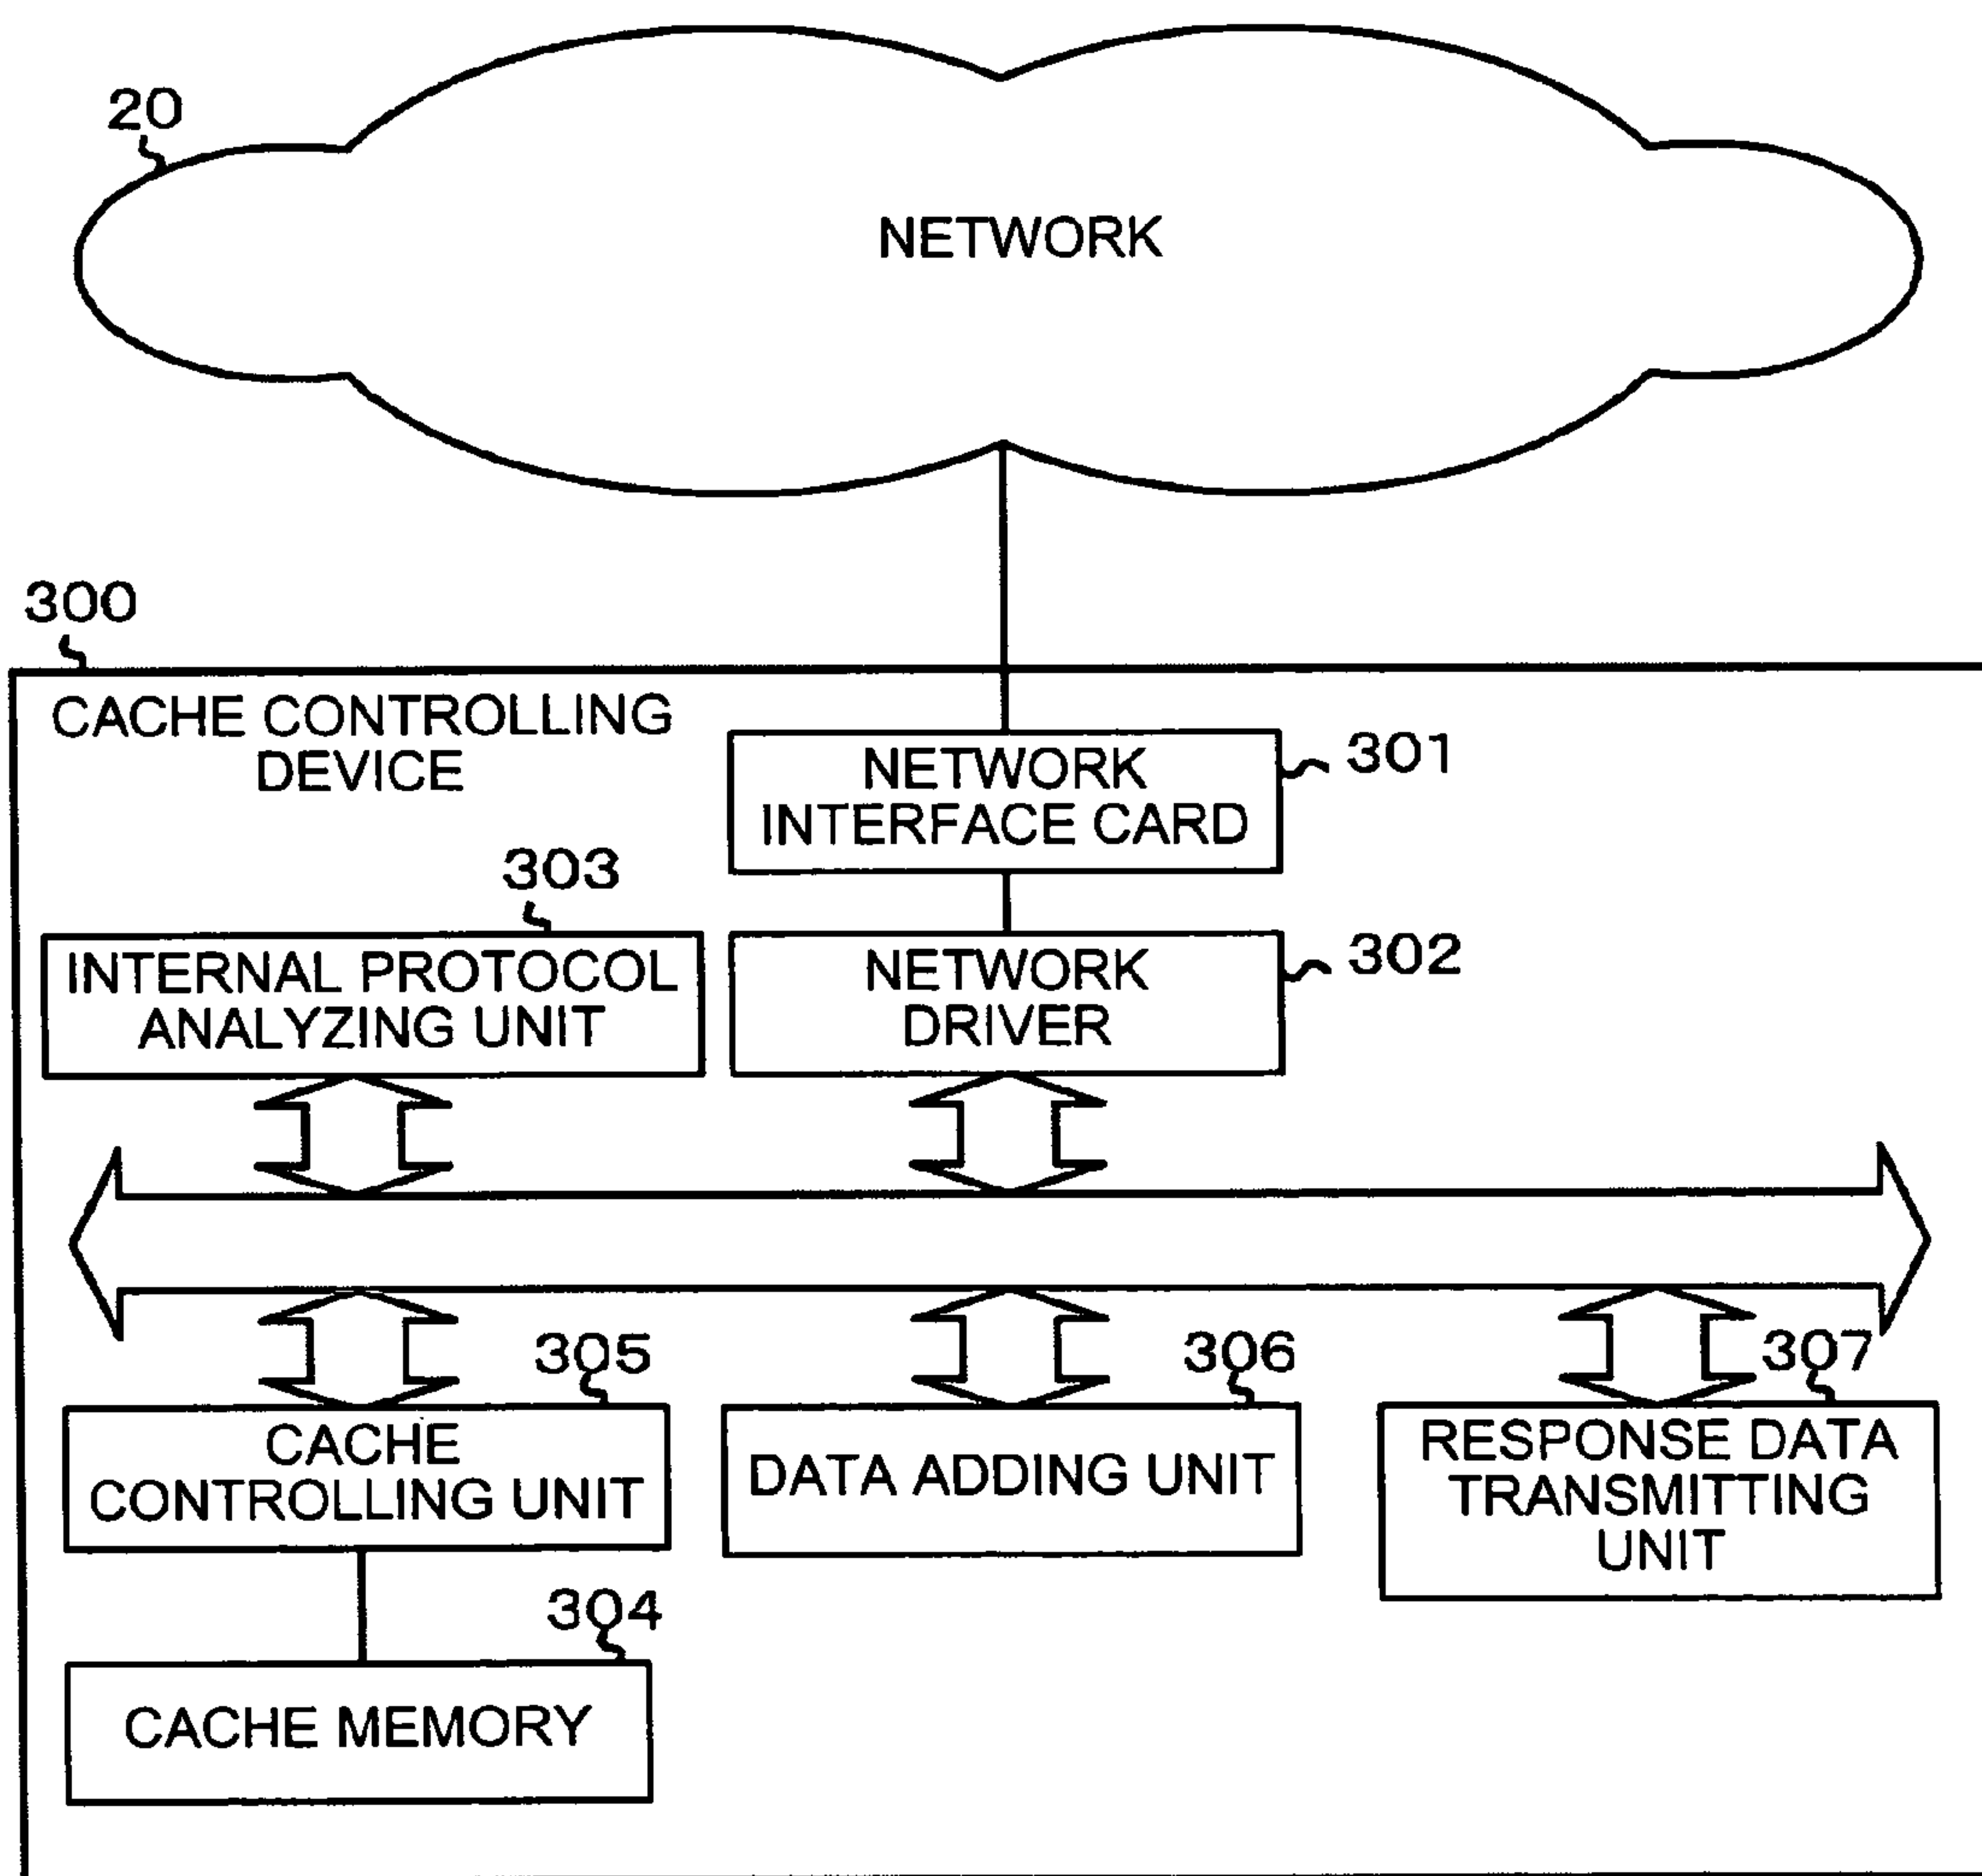 20
NETWORK
300
CACHE CONTROLLING
DEVICE
NETWORK
INTERFACE CARD
301
303
INTERNAL PROTOCOL
ANALYZING UNIT
NETWORK
DRIVER
302
305
CACHE
CONTROLLING UNIT
306
DATA ADDING UNIT
307
RESPONSE DATA
TRANSMITTING
UNIT
304
CACHE MEMORY